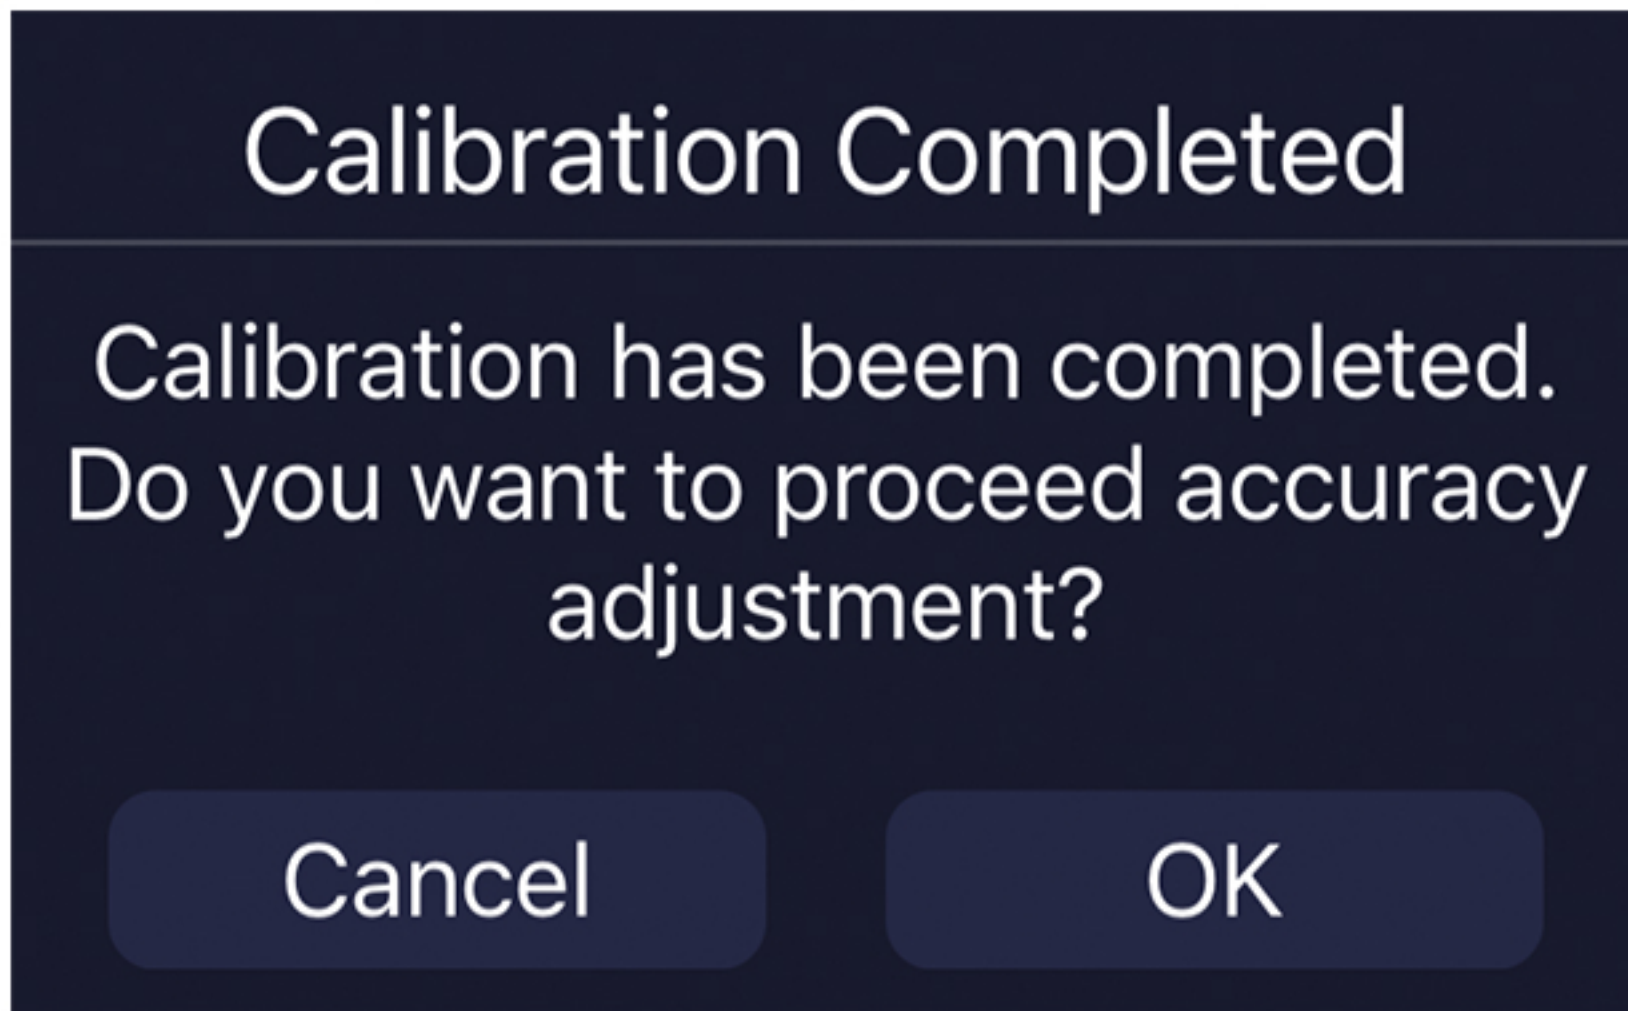 Calibration Completed
Calibration has been completed.
Do you want to proceed accuracy
adjustment?
Cancel
OK